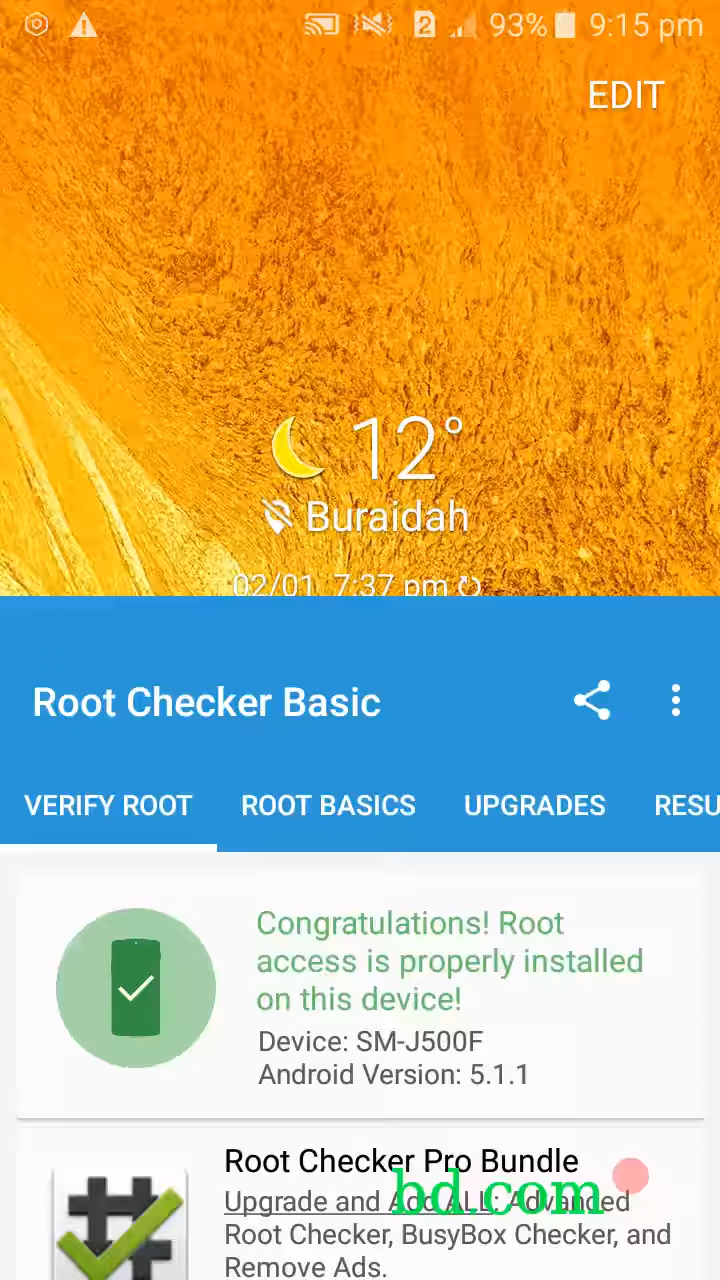 2 93% 9:15 pm
EDIT
12°
Buraidah
02/01 7:37 pm
Root Checker Basic
VERIFY ROOT ROOT BASICS UPGRADES RESU
Congratulations! Root
access is properly installed
on this device!
Device: SM-J500F
Android Version: 5.1.1
Root Checker Pro Bundle
Upgrade and Add ALL: Advanced
bd.com
Root Checker, BusyBox Checker, and
Remove Ads.